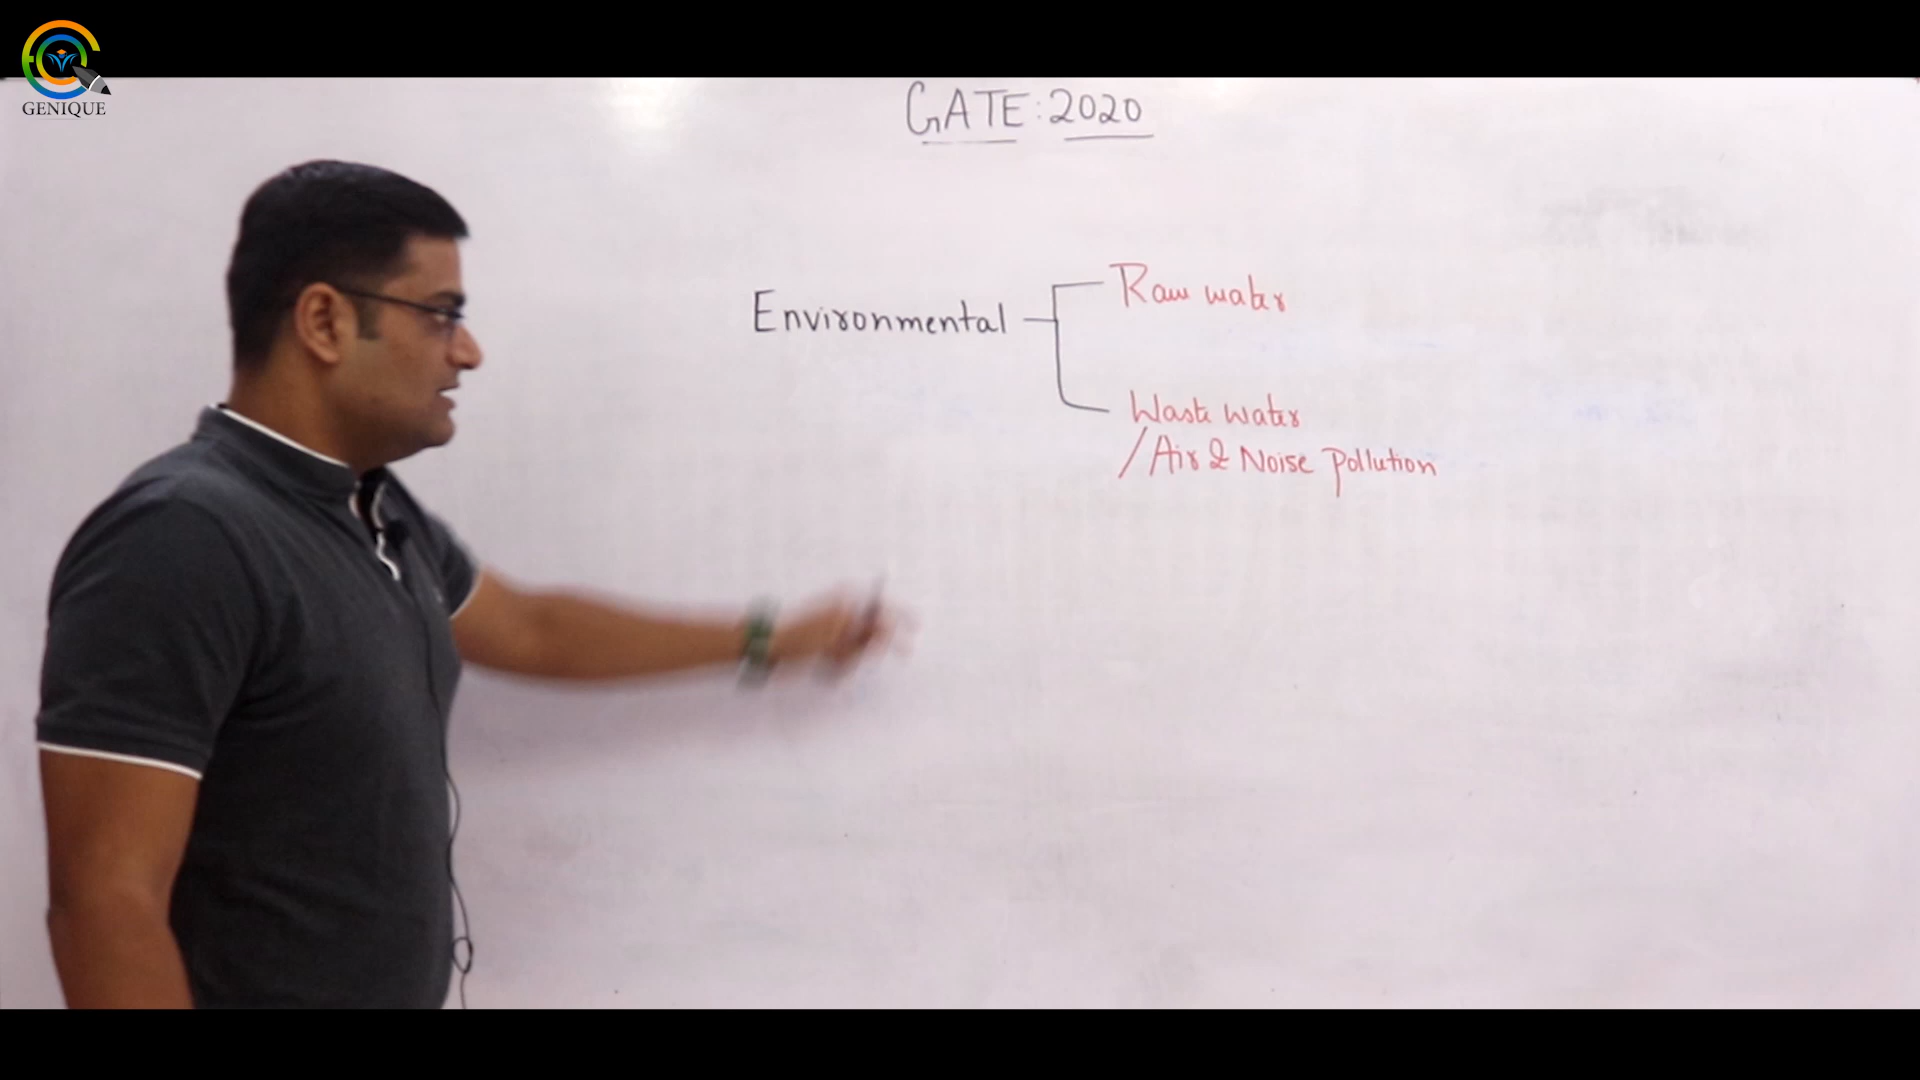 GENIQUE
GATE: 2020
Environmental
Raw water
Waste water
/Air & Noise Pollution